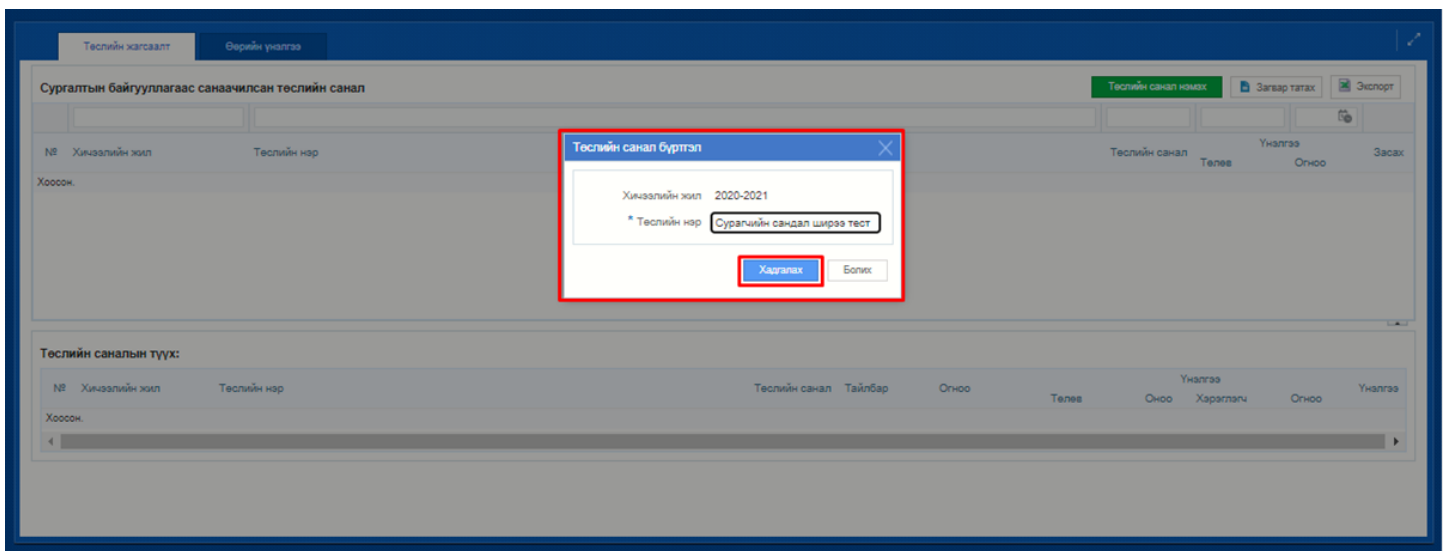 Төслийн жагсаалт Өөрийн үнэлгээ
Сургалтын байгууллагаас санаачилсан төслийн санал Төслийн санал нэмэх Загвар татах Экспорт
№ Хичээлийн жил Төслийн нэр Төслийн санал Үнэлгээ Засах
Төлөв Огноо
Хоосон.
Төслийн санал бүртгэл
Хичээлийн жил 2020-2021
* Төслийн нэр Сурагчийн сандал ширээ тест
Хадгалах Болих
Төслийн саналын түүх:
№ Хичээлийн жил Төслийн нэр Төслийн санал Тайлбар Огноо Үнэлгээ Үнэлгээ
Төлөв Оноо Хэрэглэгч Огноо
Хоосон.